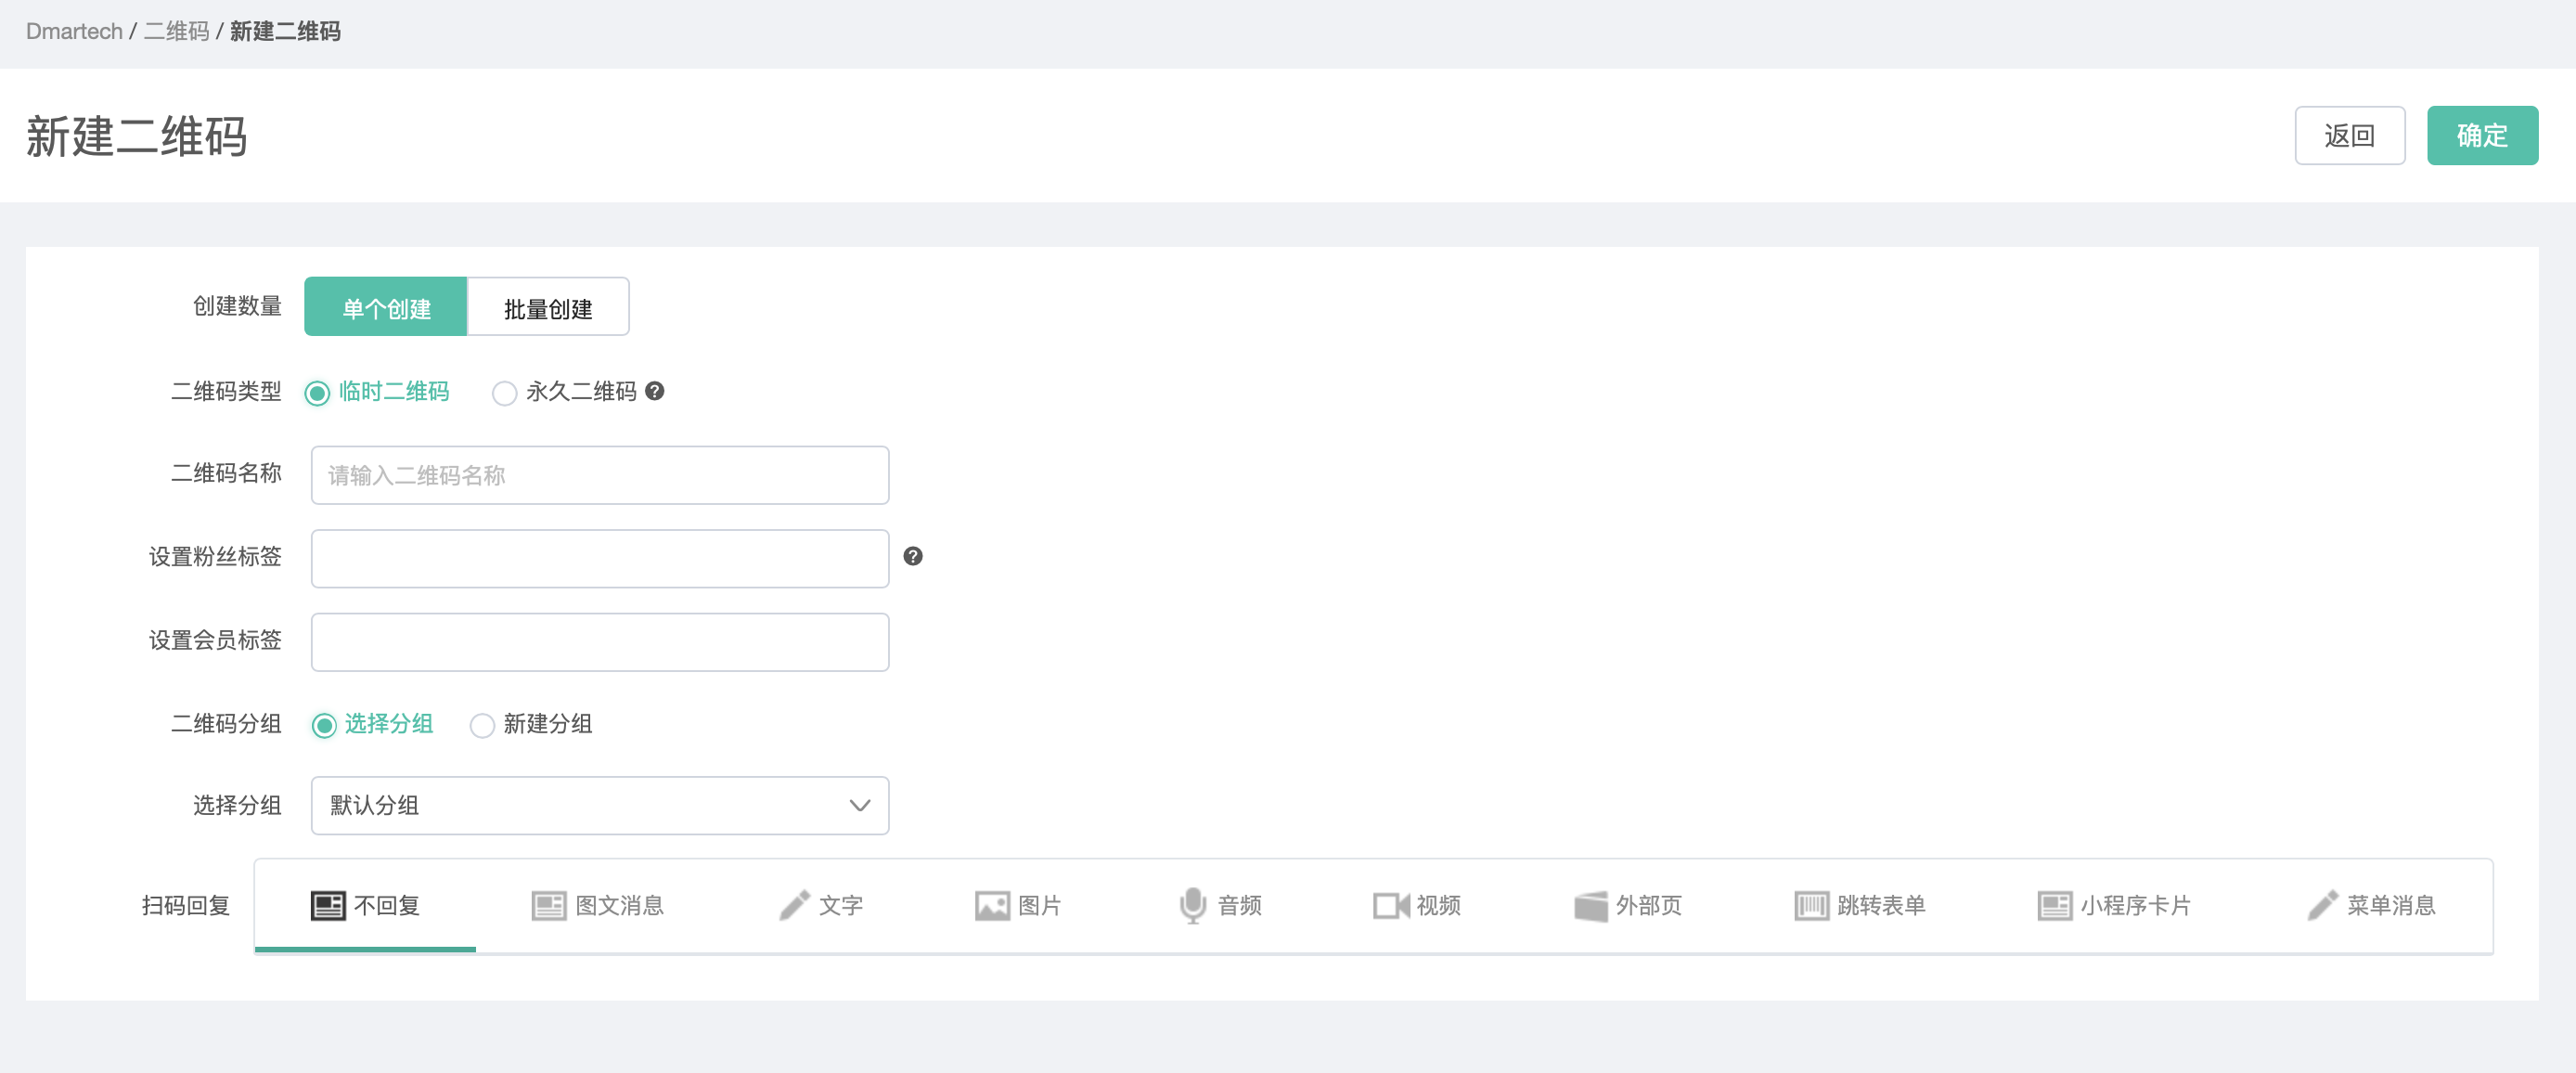 Dmartech / 二维码 / 新建二维码
新建二维码
返回
确定
创建数量 单个创建 批量创建
二维码类型 临时二维码 永久二维码 ?
二维码名称 请输入二维码名称
设置粉丝标签 ?
设置会员标签
二维码分组 选择分组 新建分组
选择分组 默认分组
扫码回复 不回复 图文消息 文字 图片 音频 视频 外部页 跳转表单 小程序卡片 菜单消息